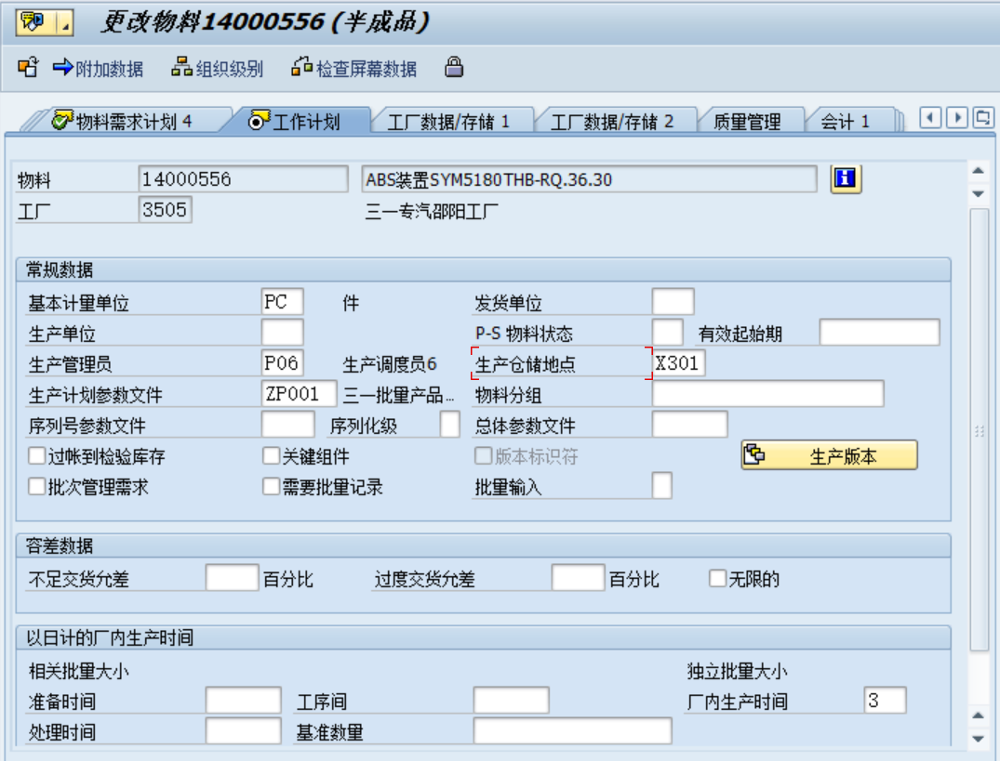 更改物料14000556 (半成品)
附加数据 组织级别 检查屏幕数据
物料需求计划 4 工作计划 工厂数据/存储 1 工厂数据/存储 2 质量管理 会计 1
物料 14000556 ABS装置SYM5180THB-RQ.36.30
工厂 3505 三一专汽邵阳工厂
常规数据
基本计量单位 PC 件 发货单位
生产单位 P-S 物料状态 有效起始期
生产管理员 P06 生产调度员6 生产仓储地点 X301
生产计划参数文件 ZP001 三一批量产品… 物料分组
序列号参数文件 序列化级 总体参数文件
过帐到检验库存 关键组件 版本标识符 生产版本
批次管理需求 需要批量记录 批量输入
容差数据
不足交货允差 百分比 过度交货允差 百分比 无限的
以日计的厂内生产时间
相关批量大小 独立批量大小
准备时间 工序间 厂内生产时间 3
处理时间 基准数量